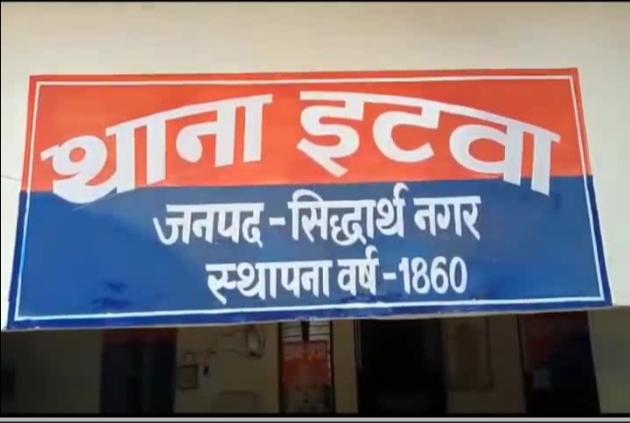 थाना इटवा
जनपद-सिद्धार्थ नगर
स्थापना वर्ष-1860